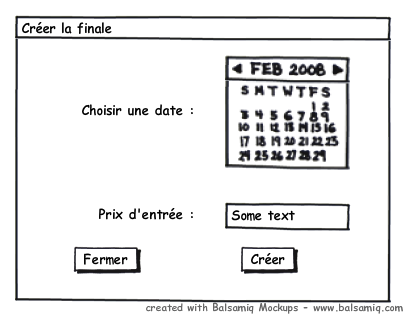 Créer la finale
◄ FEB 2008 ►
S M T W T F S
1 2
3 4 5 6 7 8 9
10 11 12 13 14 15 16
17 18 19 20 21 22 23
24 25 26 27 28 29
Choisir une date :
Prix d'entrée : Some text
Fermer Créer
created with Balsamiq Mockups - www.balsamiq.com